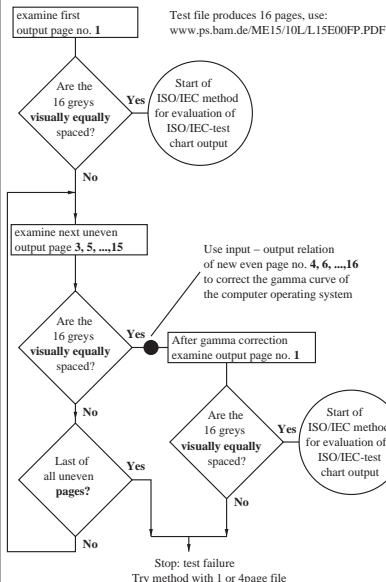 examine first
output page no. 1
Test file produces 16 pages, use:
www.ps.bam.de/ME15/10L/L15E00FP.PDF
Are the
16 greys
visually equally
spaced?
Yes
Start of
ISO/IEC method
for evaluation of
ISO/IEC-test
chart output
No
examine next uneven
output page 3, 5, ...,15
Use input – output relation
of new even page no. 4, 6, ...,16
to correct the gamma curve of
the computer operating system
Are the
16 greys
visually equally
spaced?
Yes
After gamma correction
examine output page no. 1
No
Are the
16 greys
visually equally
spaced?
Yes
Start of
ISO/IEC method
for evaluation of
ISO/IEC-test
chart output
Last of
all uneven
pages?
Yes
No
No
Stop: test failure
Try method with 1 or 4page file